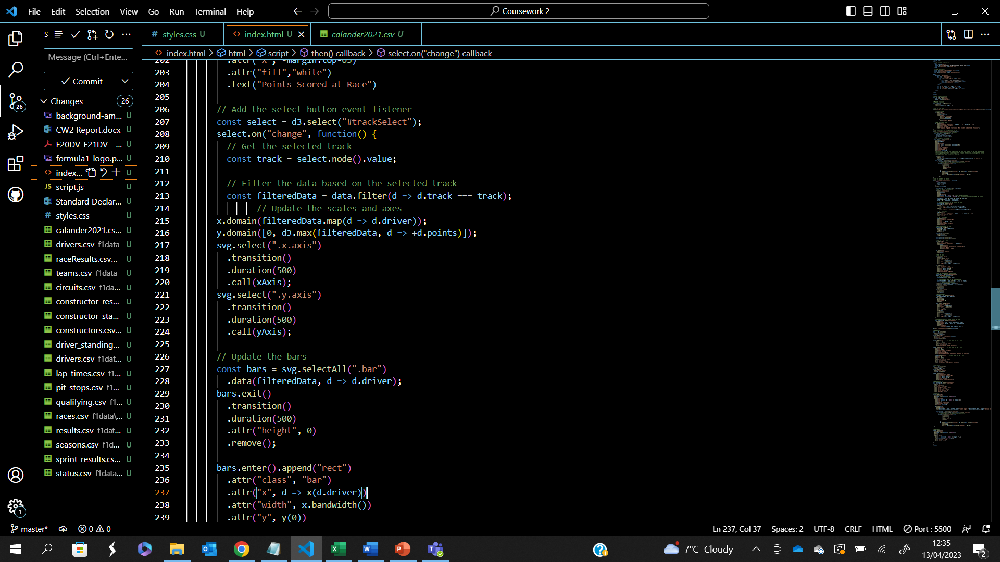 File Edit Selection View Go Run Terminal Help
Coursework 2
S
# styles.css U
<> index.html U
calander2021.csv U
Message (Ctrl+Ente...
<> index.html > html > script > then() callback > select.on("change") callback
Commit
Changes 26
background-am... U
CW2 Report.docx U
F20DV-F21DV - ... U
formula1-logo.p... U
<> index... U
JS script.js U
Standard Declar... U
# styles.css U
calander2021.cs... U
drivers.csv f1data U
raceResults.csv... U
teams.csv f1data U
circuits.csv f1da... U
constructor_res... U
constructor_sta... U
constructors.csv... U
driver_standing... U
drivers.csv f1dat... U
lap_times.csv f1... U
pit_stops.csv f1... U
qualifying.csv f1... U
races.csv f1data\... U
results.csv f1dat... U
seasons.csv f1d... U
sprint_results.cs... U
status.csv f1data... U
26
1
202 .attr("x", -margin.top-65)
203 .attr("fill","white")
204 .text("Points Scored at Race")
205
206 // Add the select button event listener
207 const select = d3.select("#trackSelect");
208 select.on("change", function() {
209 // Get the selected track
210 const track = select.node().value;
211
212 // Filter the data based on the selected track
213 const filteredData = data.filter(d => d.track === track);
214 // Update the scales and axes
215 x.domain(filteredData.map(d => d.driver));
216 y.domain([0, d3.max(filteredData, d => +d.points)]);
217 svg.select(".x.axis")
218 .transition()
219 .duration(500)
220 .call(xAxis);
221 svg.select(".y.axis")
222 .transition()
223 .duration(500)
224 .call(yAxis);
225
226 // Update the bars
227 const bars = svg.selectAll(".bar")
228 .data(filteredData, d => d.driver);
229 bars.exit()
230 .transition()
231 .duration(500)
232 .attr("height", 0)
233 .remove();
234
235 bars.enter().append("rect")
236 .attr("class", "bar")
237 .attr("x", d => x(d.driver))
238 .attr("width", x.bandwidth())
239 .attr("y", y(0))
master* 0 0
Ln 237, Col 37 Spaces: 2 UTF-8 CRLF HTML Port : 5500
7°C Cloudy
12:35
13/04/2023
2